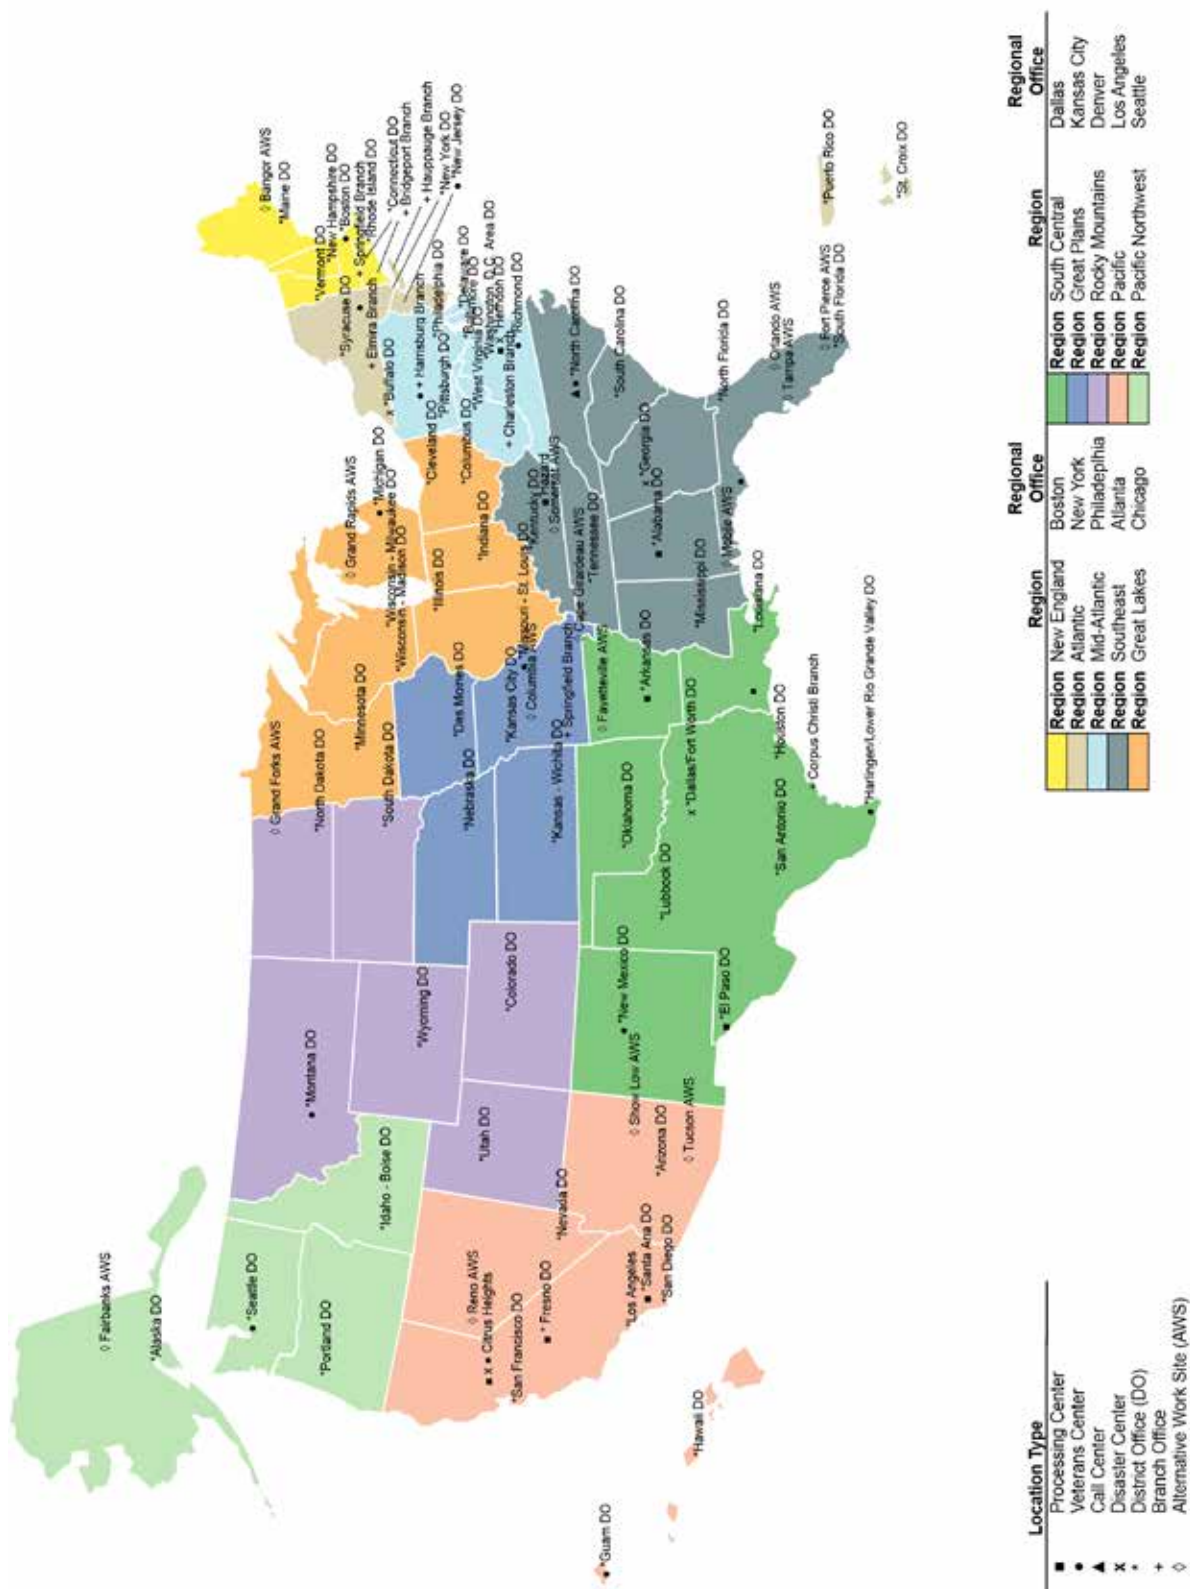 ◊ Fairbanks AWS
*Alaska DO
● *Seattle DO
*Portland DO
*Idaho - Boise DO
● *Montana DO
*Wyoming DO
*Utah DO
*Colorado DO
◊ Reno AWS
■ x ● Citrus Heights
*San Francisco DO
■ * Fresno DO
*Nevada DO
*Los Angeles
■ *Santa Ana DO
*San Diego DO
◊ Show Low AWS
*Arizona DO
◊ Tucson AWS
*Hawaii DO
● *Guam DO
◊ Grand Forks AWS
*North Dakota DO
*South Dakota DO
*Minnesota DO
*Nebraska DO
*Des Moines DO
*Kansas - Wichita DO
*Kansas City DO
◊ Columbia AWS
+ Springfield Branch
*Missouri - St. Louis DO
Cape Girardeau AWS
● *New Mexico DO
■ *El Paso DO
*Lubbock DO
*Oklahoma DO
x *Dallas/Fort Worth DO
◊ Fayetteville AWS
■ *Arkansas DO
*San Antonio DO
*Houston DO
+ Corpus Christi Branch
● *Harlingen/Lower Rio Grande Valley DO
*Louisiana DO
◊ Grand Rapids AWS
● *Michigan DO
*Wisconsin - Milwaukee DO
*Wisconsin - Madison DO
*Illinois DO
*Indiana DO
*Cleveland DO
*Columbus DO
*Kentucky DO
■ Hazard
◊ Somerset AWS
*Tennessee DO
*Mississippi DO
■ *Alabama DO
◊ Mobile AWS
x *Georgia DO
▲ ● *North Carolina DO
*South Carolina DO
*North Florida DO
◊ Orlando AWS
◊ Tampa AWS
◊ Fort Pierce AWS
*South Florida DO
*Puerto Rico DO
*St. Croix DO
◊ Bangor AWS
*Maine DO
*Vermont DO
*New Hampshire DO
● *Boston DO
+ Springfield Branch
*Rhode Island DO
Connecticut DO
+ Bridgeport Branch
+ Hauppauge Branch
*New York DO
● *New Jersey DO
*Syracuse DO
+ Elmira Branch
x *Buffalo DO
+ Harrisburg Branch
*Philadelphia DO
*Pittsburgh DO
*Delaware DO
*Baltimore DO
*West Virginia DO
*Washington, D.C. Area DO
x Herndon DO
● *Richmond DO
+ Charleston Branch
Location Type
■ Processing Center
● Veterans Center
▲ Call Center
x Disaster Center
* District Office (DO)
+ Branch Office
◊ Alternative Work Site (AWS)
Region Regional Office
Region New England Boston
Region Atlantic New York
Region Mid-Atlantic Philadelphia
Region Southeast Atlanta
Region Great Lakes Chicago
Region Regional Office
Region South Central Dallas
Region Great Plains Kansas City
Region Rocky Mountains Denver
Region Pacific Los Angeles
Region Pacific Northwest Seattle